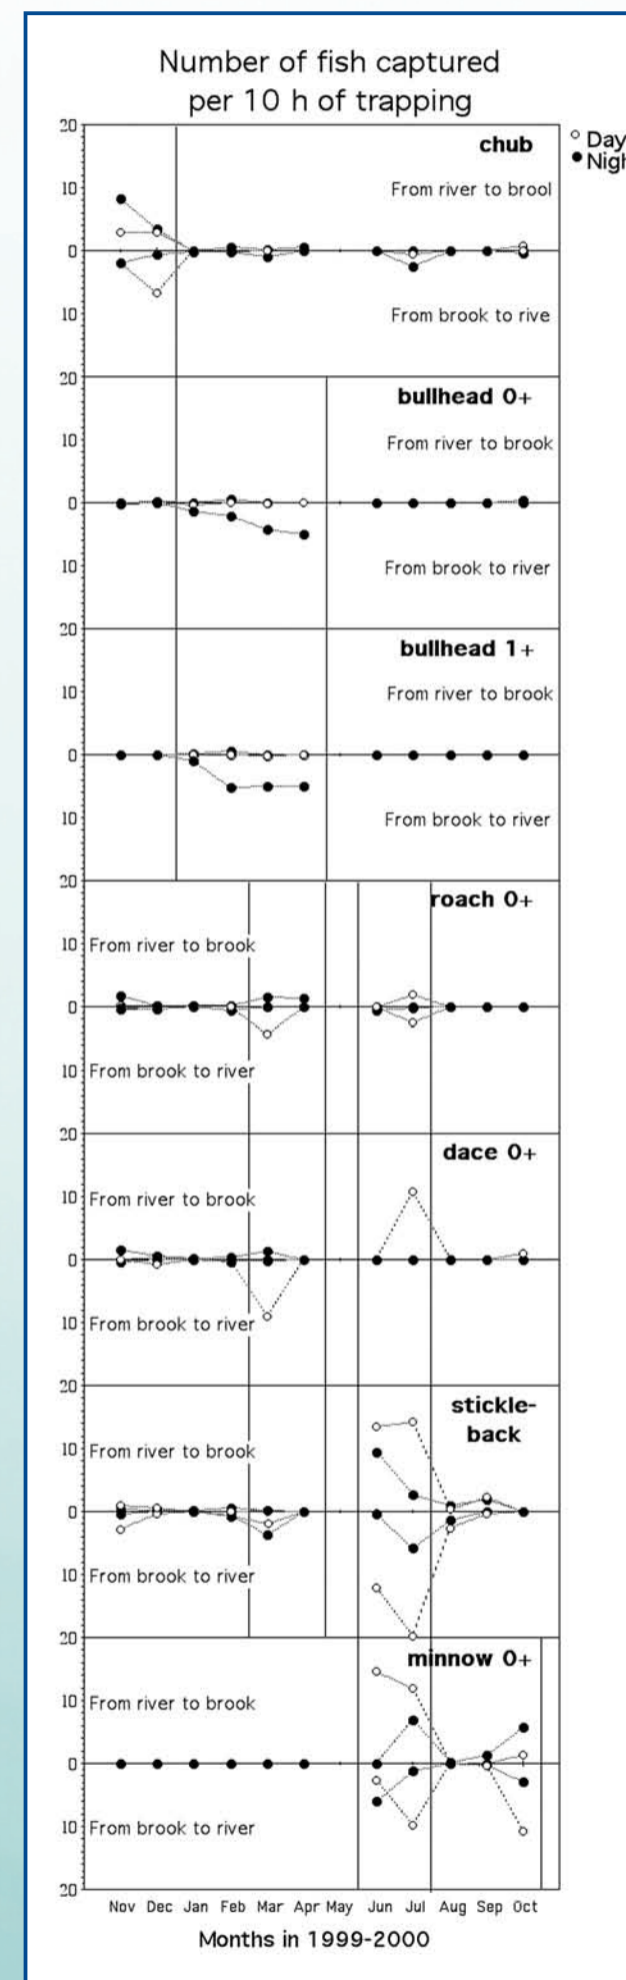 Number of fish captured
per 10 h of trapping
20
chub
Day
Nigh
10
From river to brool
0
10
From brook to rive
20
bullhead 0+
10
From river to brook
0
10
From brook to river
20
bullhead 1+
10
From river to brook
0
10
From brook to river
20
roach 0+
10
From river to brook
0
10
From brook to river
20
dace 0+
10
From river to brook
0
10
From brook to river
20
stickle-
back
10
From river to brook
0
10
From brook to river
20
minnow 0+
10
From river to brook
0
10
From brook to river
20
Nov Dec Jan Feb Mar Apr May Jun Jul Aug Sep Oct
Months in 1999-2000